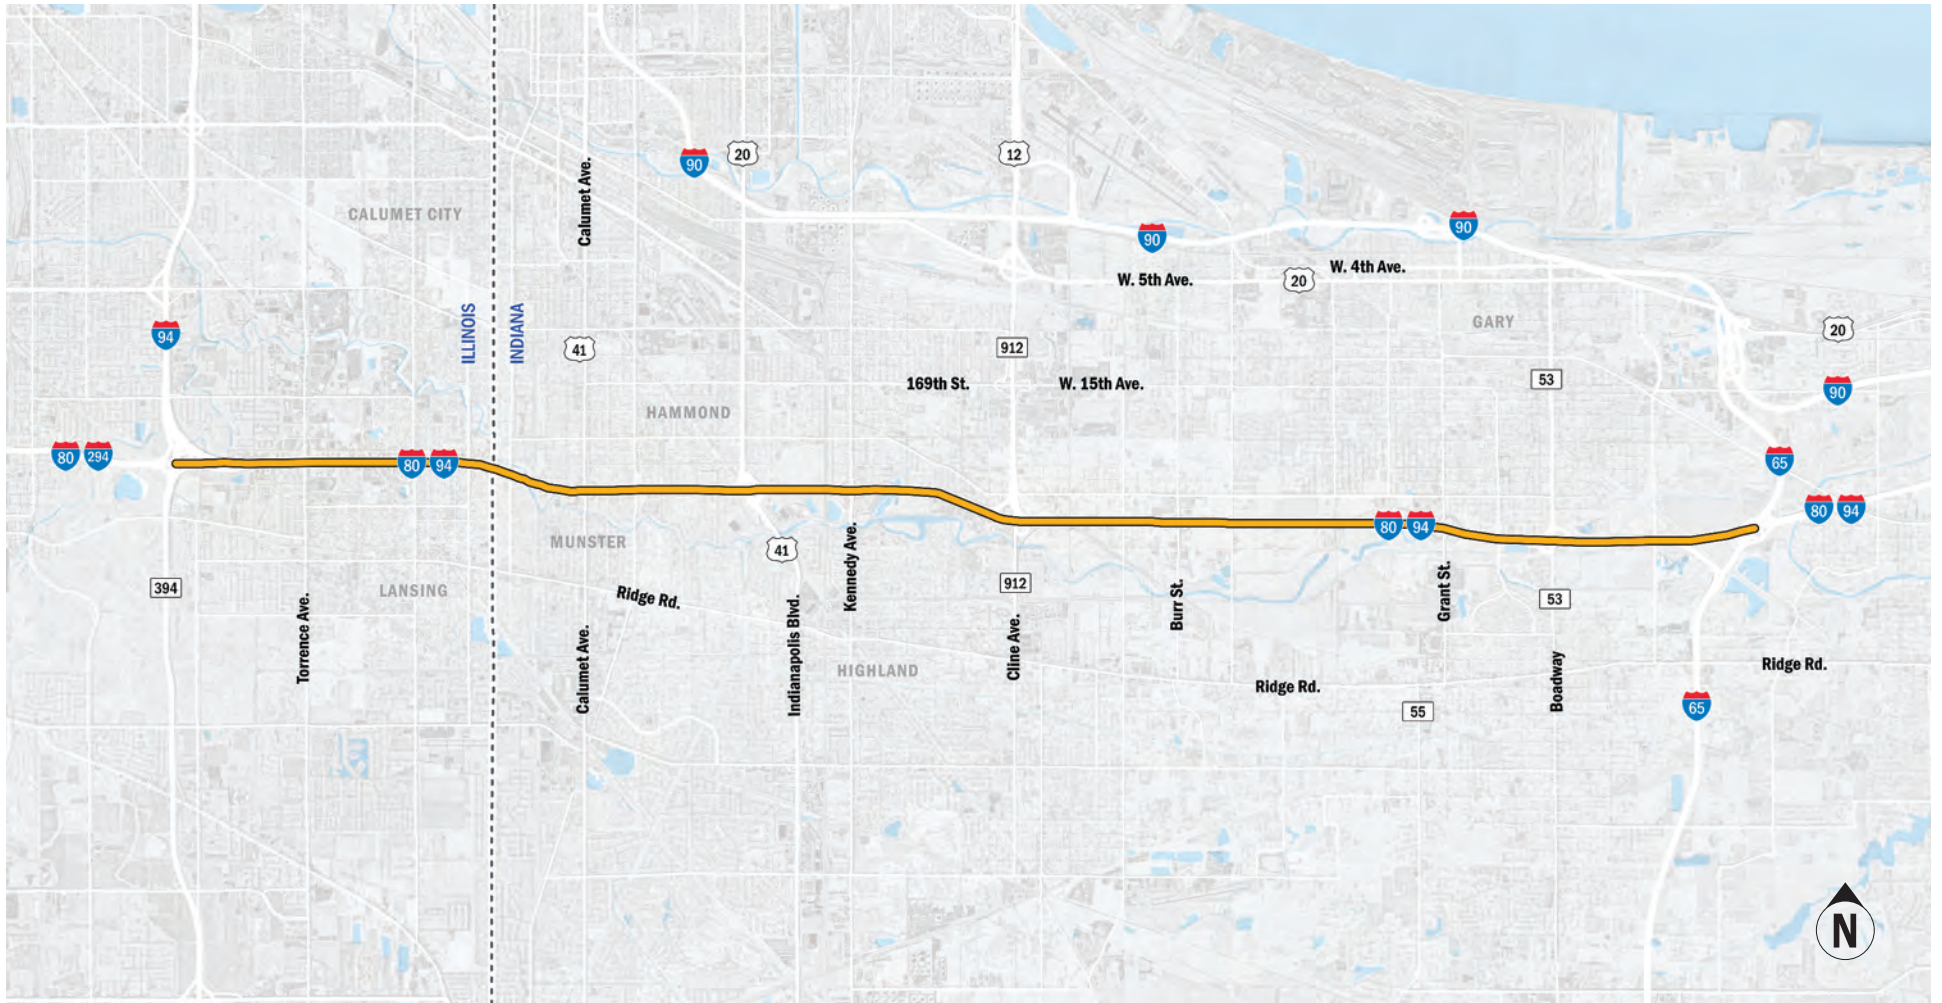 90
20
12
Calumet Ave.
CALUMET CITY
90
90
W. 5th Ave.
20
W. 4th Ave.
ILLINOIS
INDIANA
94
41
912
GARY
20
169th St.
W. 15th Ave.
53
90
HAMMOND
80
294
80
94
65
80
94
80
94
MUNSTER
41
Kennedy Ave.
394
LANSING
Ridge Rd.
912
Burr St.
Grant St.
53
Torrence Ave.
Calumet Ave.
Indianapolis Blvd.
HIGHLAND
Cline Ave.
Ridge Rd.
Boadway
Ridge Rd.
55
65
N